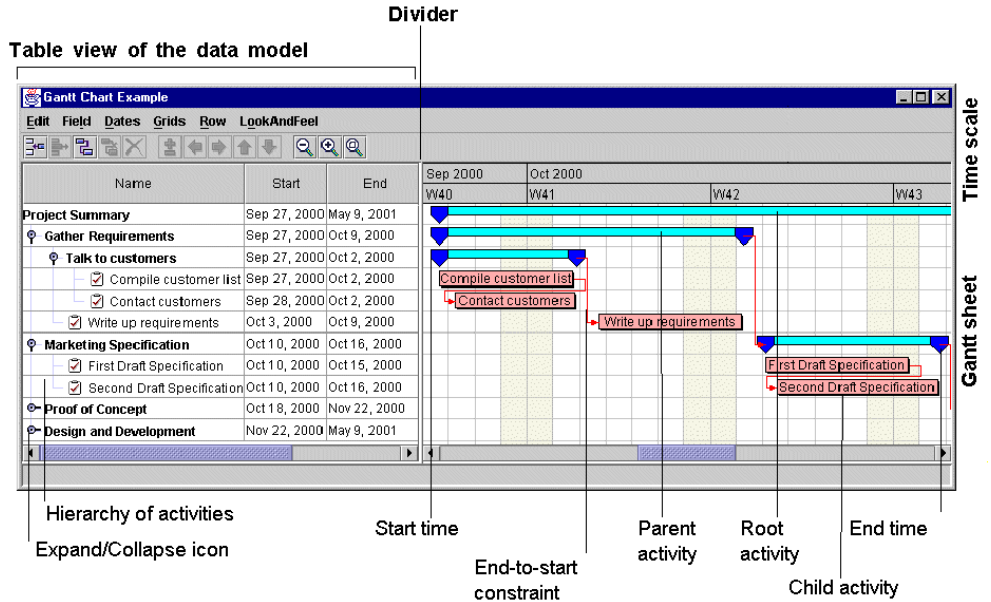 Divider
Table view of the data model
Gantt Chart Example
Edit Field Dates Grids Row LookAndFeel
Name Start End
Sep 2000 Oct 2000
W40 W41 W42 W43
Time scale
Project Summary Sep 27, 2000 May 9, 2001
Gather Requirements Sep 27, 2000 Oct 9, 2000
Talk to customers Sep 27, 2000 Oct 2, 2000
Compile customer list Sep 27, 2000 Oct 2, 2000 Compile customer list
Contact customers Sep 28, 2000 Oct 2, 2000 Contact customers
Write up requirements Oct 3, 2000 Oct 9, 2000 Write up requirements
Marketing Specification Oct 10, 2000 Oct 16, 2000
First Draft Specification Oct 10, 2000 Oct 15, 2000 First Draft Specification
Second Draft Specification Oct 10, 2000 Oct 16, 2000 Second Draft Specification
Proof of Concept Oct 18, 2000 Nov 22, 2000
Design and Development Nov 22, 2000 May 9, 2001
Gantt sheet
Hierarchy of activities
Expand/Collapse icon
Start time
End-to-start
constraint
Parent
activity
Root
activity
End time
Child activity